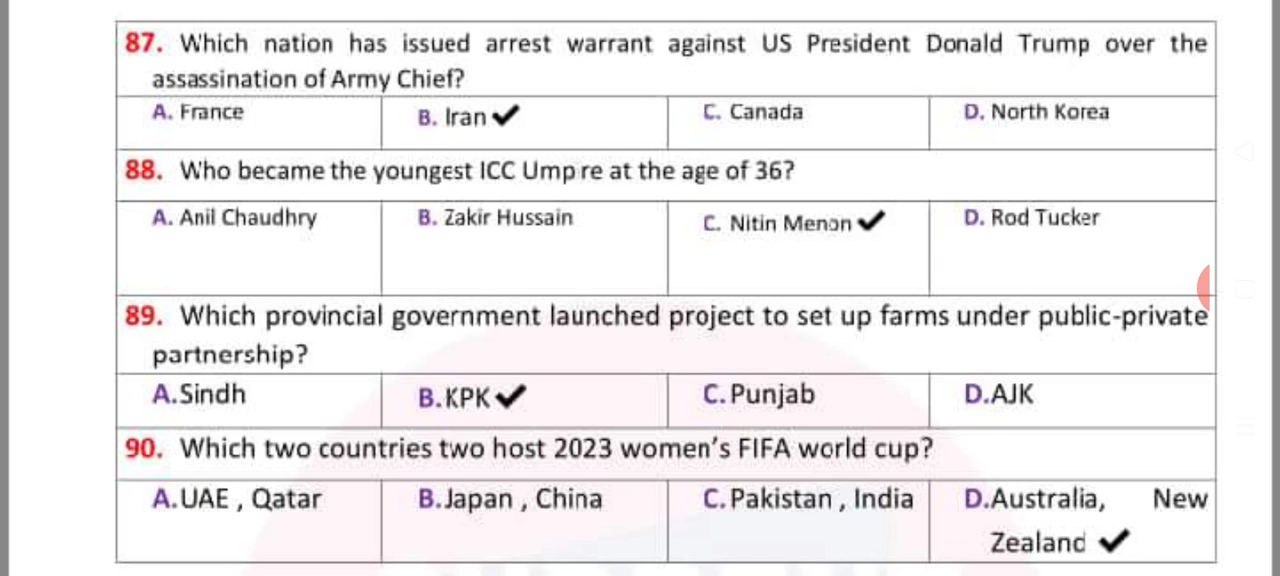 87. Which nation has issued arrest warrant against US President Donald Trump over the
assassination of Army Chief?
A. France B. Iran ✔ C. Canada D. North Korea
88. Who became the youngest ICC Umpire at the age of 36?
A. Anil Chaudhry B. Zakir Hussain C. Nitin Menon ✔ D. Rod Tucker
89. Which provincial government launched project to set up farms under public-private
partnership?
A.Sindh B.KPK ✔ C.Punjab D.AJK
90. Which two countries two host 2023 women’s FIFA world cup?
A.UAE , Qatar B.Japan , China C.Pakistan , India D.Australia, New
Zealand ✔